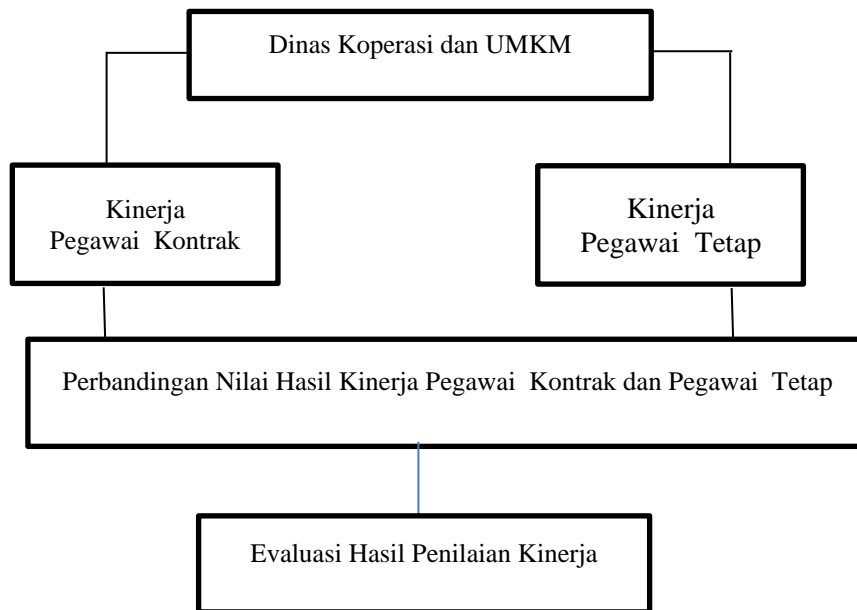 Dinas Koperasi dan UMKM
Kinerja
Pegawai Kontrak
Kinerja
Pegawai Tetap
Perbandingan Nilai Hasil Kinerja Pegawai Kontrak dan Pegawai Tetap
Evaluasi Hasil Penilaian Kinerja